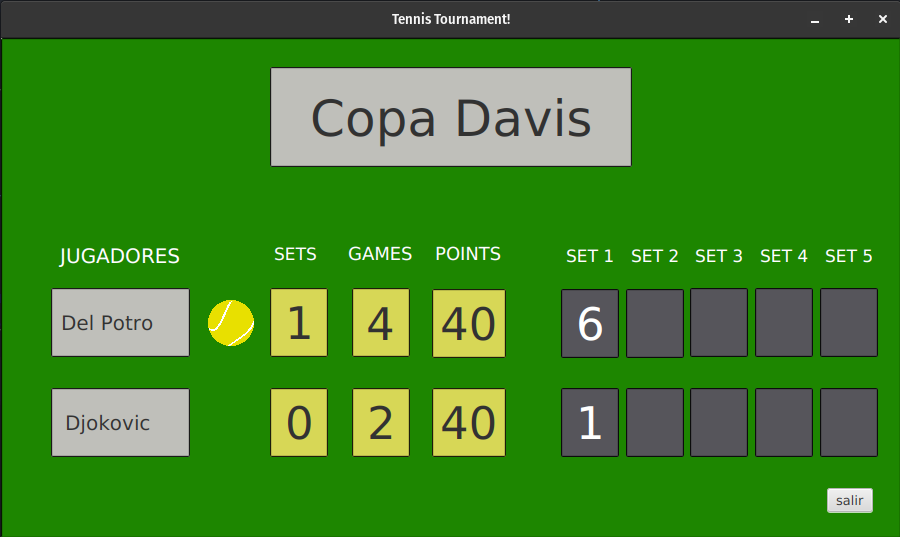 Tennis Tournament!
Copa Davis
JUGADORES SETS GAMES POINTS SET 1 SET 2 SET 3 SET 4 SET 5
Del Potro 1 4 40 6
Djokovic 0 2 40 1
salir